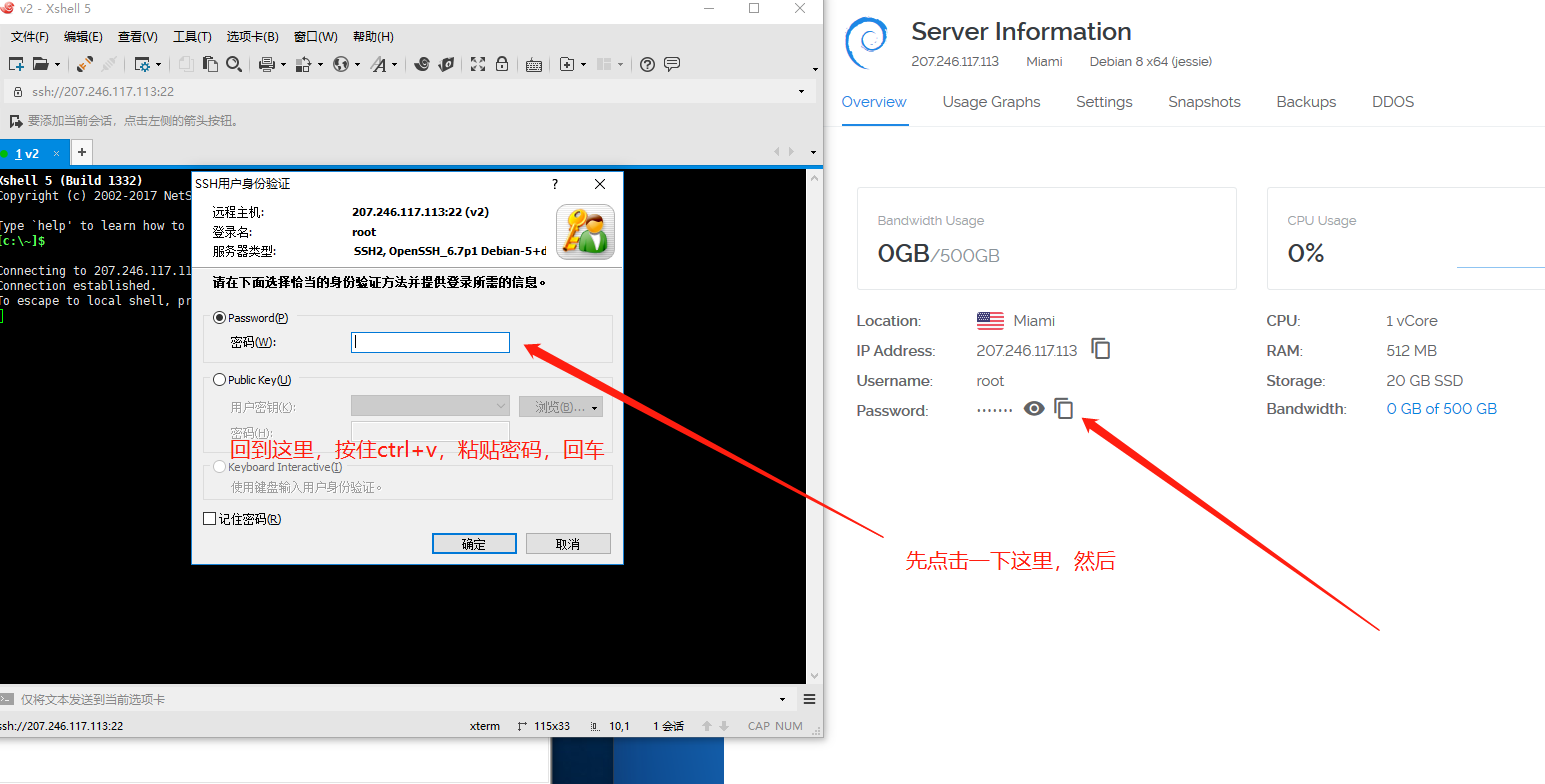 v2 - Xshell 5
文件(F) 编辑(E) 查看(V) 工具(T) 选项卡(B) 窗口(W) 帮助(H)
ssh://207.246.117.113:22
要添加当前会话，点击左侧的箭头按钮。
1 v2 × +
Xshell 5 (Build 1332)
Copyright (c) 2002-2017 NetS
Type `help' to learn how to
[c:\~]$
Connecting to 207.246.117.11
Connection established.
To escape to local shell, pr
SSH用户身份验证
远程主机: 207.246.117.113:22 (v2)
登录名: root
服务器类型: SSH2, OpenSSH_6.7p1 Debian-5+d
请在下面选择恰当的身份验证方法并提供登录所需的信息。
Password(P)
密码(W):
Public Key(U)
用户密钥(K): 浏览(B)...
密码(H):
回到这里，按住ctrl+v，粘贴密码，回车
Keyboard Interactive(I)
使用键盘输入用户身份验证。
记住密码(R)
确定 取消
仅将文本发送到当前选项卡
ssh://207.246.117.113:22 xterm 115x33 10,1 1 会话 CAP NUM
Server Information
207.246.117.113 Miami Debian 8 x64 (jessie)
Overview Usage Graphs Settings Snapshots Backups DDOS
Bandwidth Usage
0GB/500GB
CPU Usage
0%
Location: Miami
IP Address: 207.246.117.113
Username: root
Password: ·······
CPU: 1 vCore
RAM: 512 MB
Storage: 20 GB SSD
Bandwidth: 0 GB of 500 GB
先点击一下这里，然后